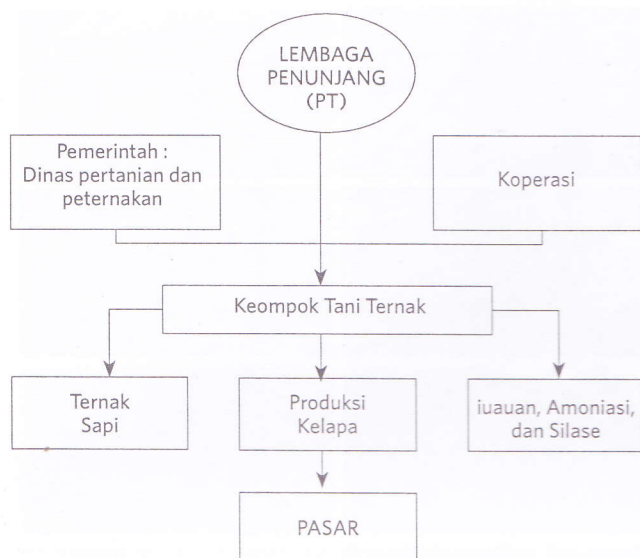 LEMBAGA
PENUNJANG
(PT)
Pemerintah :
Dinas pertanian dan
peternakan
Koperasi
Keompok Tani Ternak
Ternak
Sapi
Produksi
Kelapa
iuauan, Amoniasi,
dan Silase
PASAR